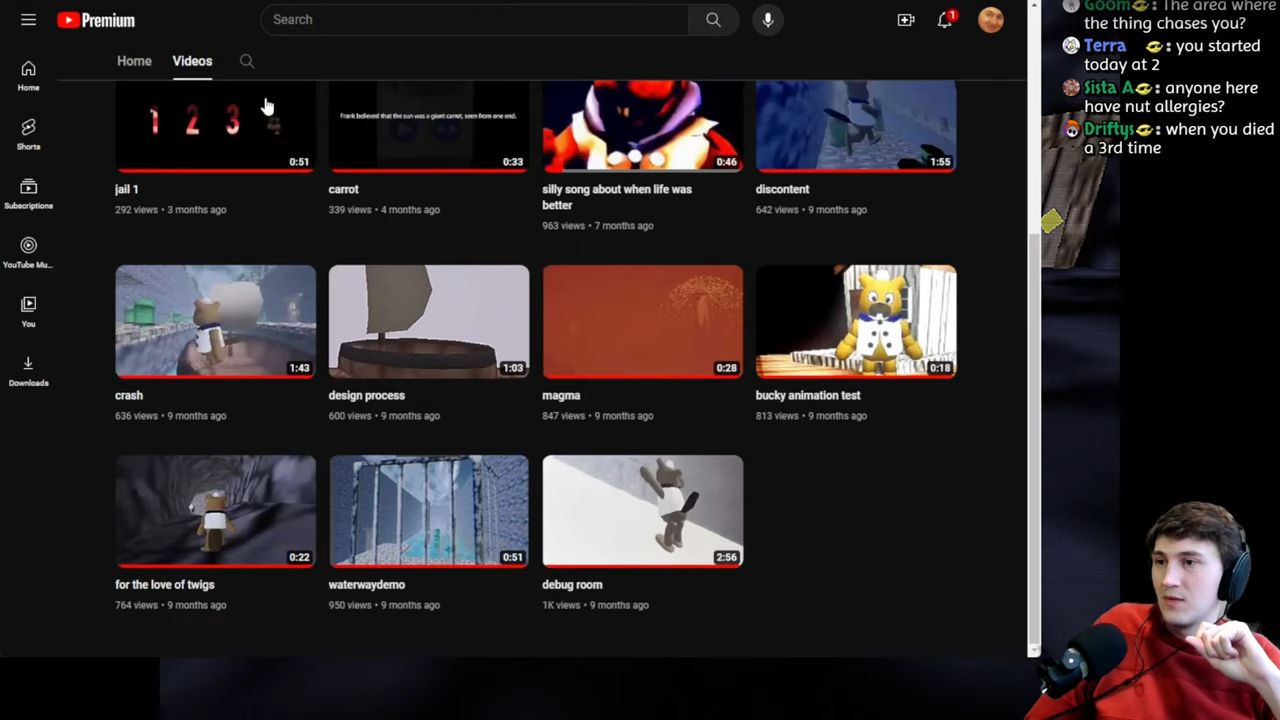 Premium
Search
1
Home
Videos
Home
Shorts
Subscriptions
YouTube Mu...
You
Downloads
1 2 3 4
0:51
Frank believed that the sun was a giant carrot, seen from one end.
0:33
0:46
1:55
jail 1
292 views • 3 months ago
carrot
339 views • 4 months ago
silly song about when life was
better
963 views • 7 months ago
discontent
642 views • 9 months ago
1:43
1:03
0:28
0:18
crash
636 views • 9 months ago
design process
600 views • 9 months ago
magma
847 views • 9 months ago
bucky animation test
813 views • 9 months ago
0:22
0:51
2:56
for the love of twigs
764 views • 9 months ago
waterwaydemo
950 views • 9 months ago
debug room
1K views • 9 months ago
Goom: The area where
the thing chases you?
Terra : you started
today at 2
Sista A: anyone here
have nut allergies?
Driftys: when you died
a 3rd time